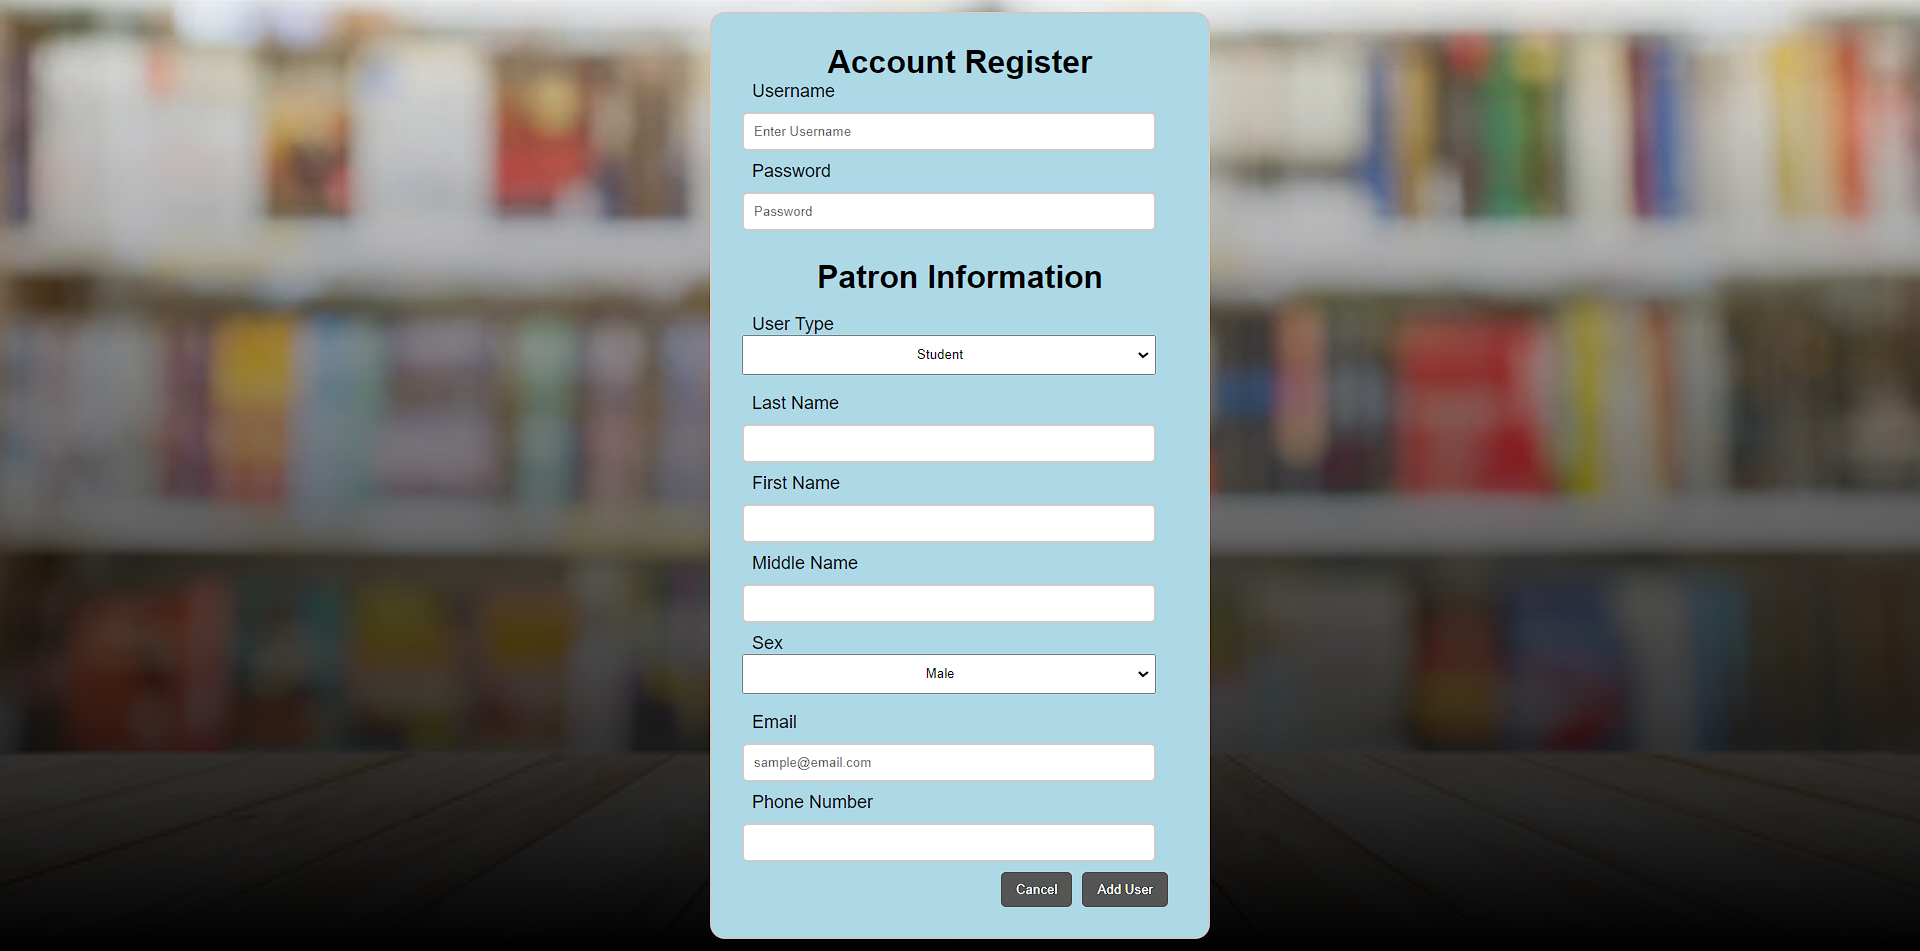 Account Register
Username
Enter Username
Password
Password
Patron Information
User Type
Student
Last Name
First Name
Middle Name
Sex
Male
Email
sample@email.com
Phone Number
Cancel Add User